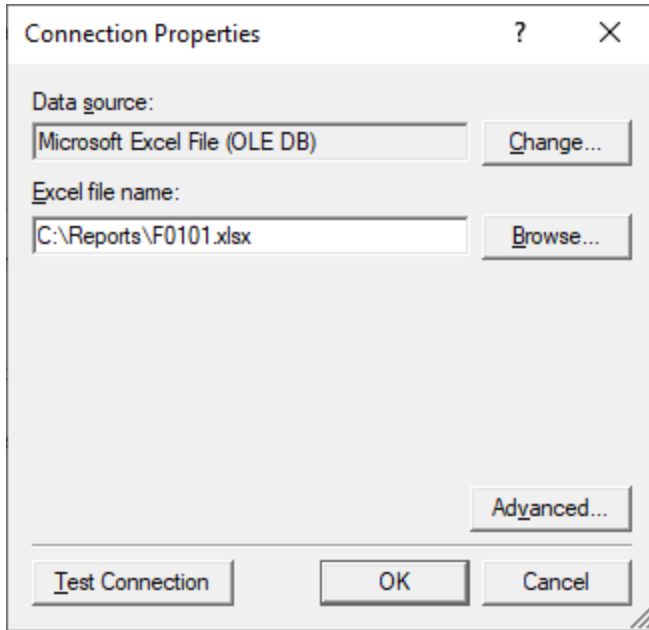 Connection Properties ? ×
Data source:
Microsoft Excel File (OLE DB) Change...
Excel file name:
C:\Reports\F0101.xlsx Browse...
Advanced...
Test Connection OK Cancel